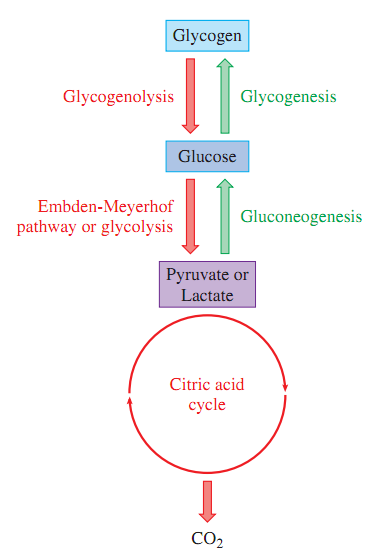 Glycogen
Glycogenolysis
Glycogenesis
Glucose
Embden-Meyerhof
pathway or glycolysis
Gluconeogenesis
Pyruvate or
Lactate
Citric acid
cycle
CO₂